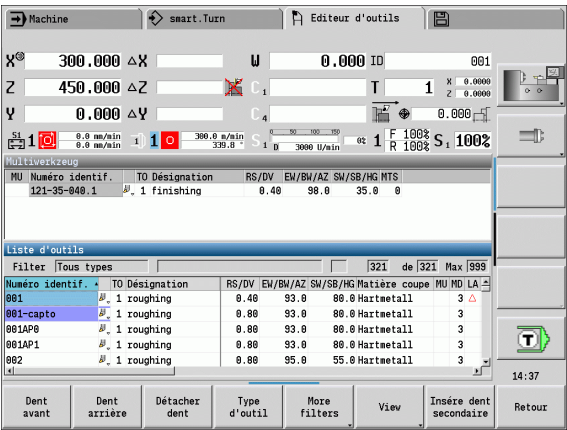 Machine smart.Turn Editeur d'outils
X 300.000 ΔX U 0.000 ID 001
Z 450.000 ΔZ C 1 T 1 X 0.0000
Z 0.0000
Y 0.000 ΔY C 4 0.000
S1 1 0.0 mm/min 1 1 300.0 m/min S 1 0 50 100 150 0% 1 F 100% S 1 100%
0.0 mm/min 339.8 ° D 3000 U/min R 100%
Multiwerkzeug
MU Numéro identif. TO Désignation RS/DV EW/BW/AZ SW/SB/HG MTS
121-35-040.1 1 finishing 0.40 98.0 35.0 0
Liste d'outils
Filter Tous types 321 de 321 Max 999
Numéro identif. TO Désignation RS/DV EW/BW/AZ SW/SB/HG Matière coupe MU MD LA
001 1 roughing 0.40 93.0 80.0 Hartmetall 3
001-capto 1 roughing 0.80 93.0 80.0 Hartmetall 3
001AP0 1 roughing 0.80 93.0 80.0 Hartmetall 3
001AP1 1 roughing 0.80 93.0 80.0 Hartmetall 3
002 1 roughing 0.80 95.0 55.0 Hartmetall 3
T
14:37
Dent avant
Dent arrière
Détacher dent
Type d'outil
More filters
View
Insére dent secondaire
Retour